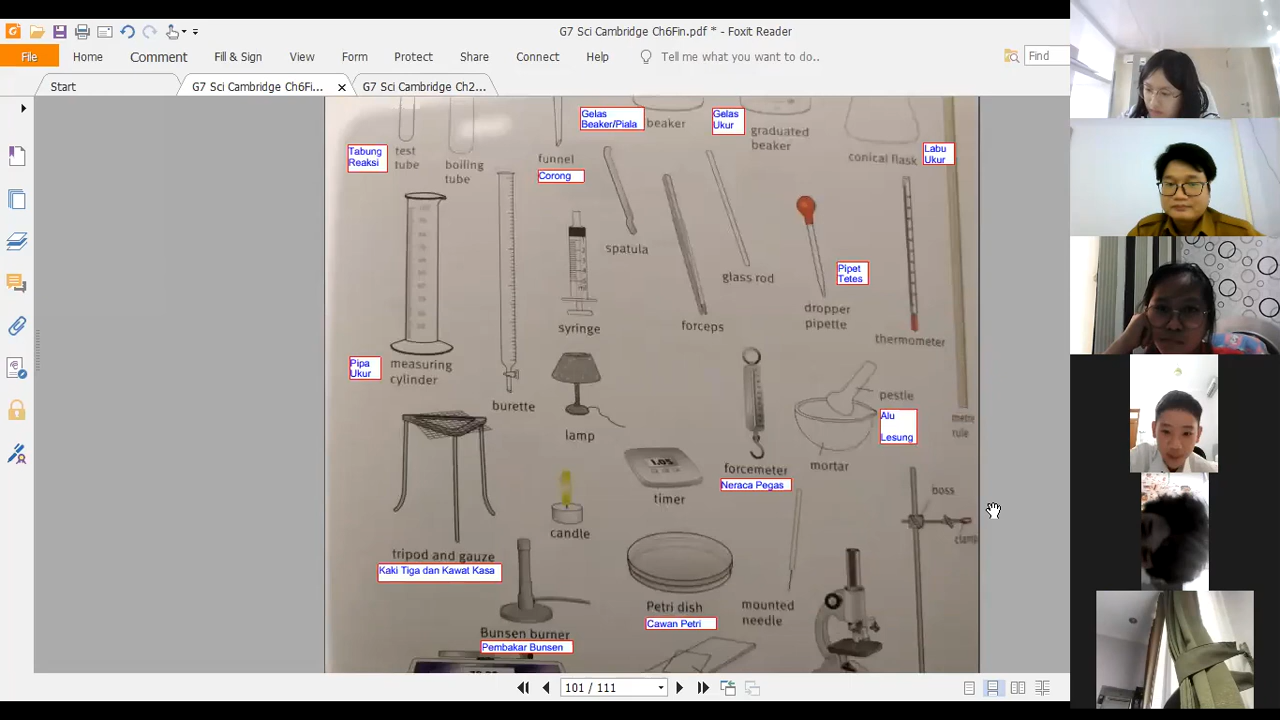 G7 Sci Cambridge Ch6Fin.pdf * - Foxit Reader
File Home Comment View Form Fill & Sign Protect Share Connect Help Tell me what you want to do.. Find
Start
G7 Sci Cambridge Ch6Fi...
G7 Sci Cambridge Ch2...
Gelas
Beaker/Piala
beaker
Gelas
Ukur
graduated
beaker
conical flask
Labu
Ukur
Tabung
Reaksi
test
tube
boiling
tube
funnel
Corong
spatula
glass rod
Pipet
Tetes
dropper
pipette
thermometer
syringe
forceps
Pipa
Ukur
measuring
cylinder
burette
lamp
pestle
Alu
Lesung
metre
rule
mortar
forcemeter
Neraca Pegas
1.05
timer
candle
boss
clamp
tripod and gauze
Kaki Tiga dan Kawat Kasa
Petri dish
Cawan Petri
mounted
needle
Bunsen burner
Pembakar Bunsen
101 / 111